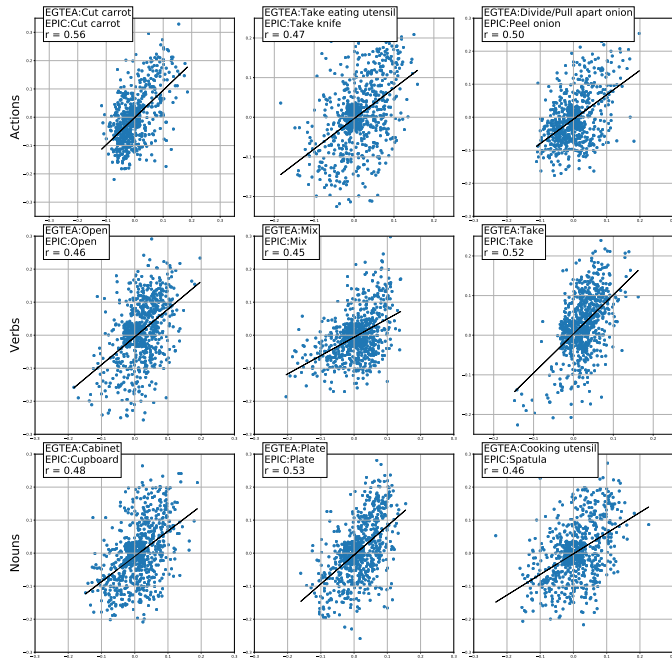 EGTEA:Cut carrot
EPIC:Cut carrot
r = 0.56
EGTEA:Take eating utensil
EPIC:Take knife
r = 0.47
EGTEA:Divide/Pull apart onion
EPIC:Peel onion
r = 0.50
Actions
EGTEA:Open
EPIC:Open
r = 0.46
EGTEA:Mix
EPIC:Mix
r = 0.45
EGTEA:Take
EPIC:Take
r = 0.52
Verbs
EGTEA:Cabinet
EPIC:Cupboard
r = 0.48
EGTEA:Plate
EPIC:Plate
r = 0.53
EGTEA:Cooking utensil
EPIC:Spatula
r = 0.46
Nouns